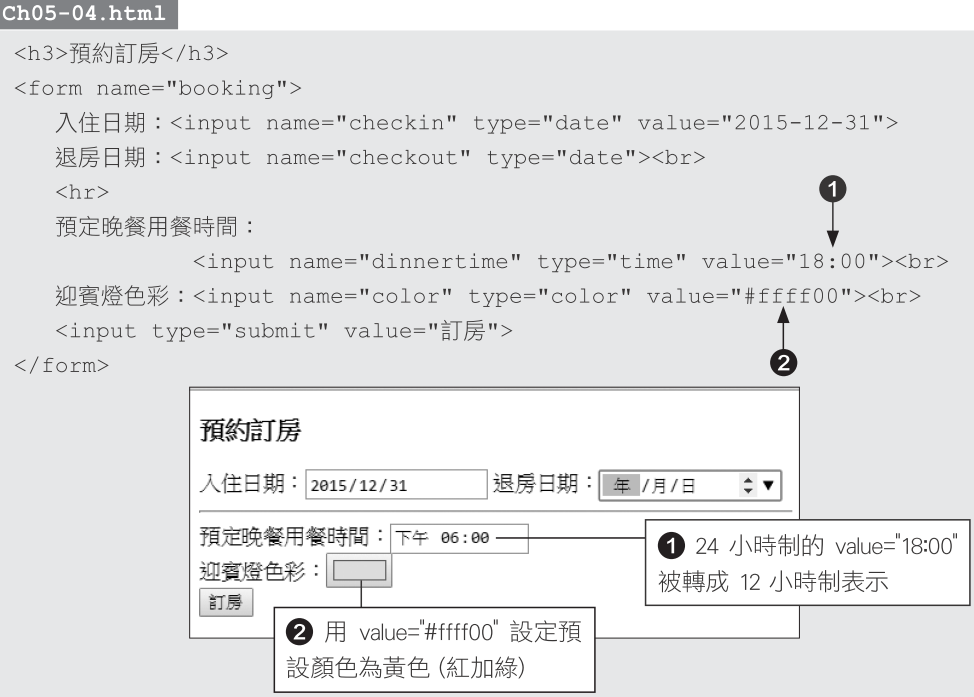 Ch05-04.html
<h3>預約訂房</h3>
<form name="booking">
入住日期：<input name="checkin" type="date" value="2015-12-31">
退房日期：<input name="checkout" type="date"><br>
<hr>
預定晚餐用餐時間：
❶
<input name="dinnertime" type="time" value="18:00"><br>
迎賓燈色彩：<input name="color" type="color" value="#ffff00"><br>
<input type="submit" value="訂房">
</form>
❷
預約訂房
入住日期：2015/12/31 退房日期：年/月/日
預定晚餐用餐時間：下午 06:00
迎賓燈色彩：
訂房
❶ 24 小時制的 value="18:00"
被轉成 12 小時制表示
❷ 用 value="#ffff00" 設定預
設顏色為黃色 (紅加綠)